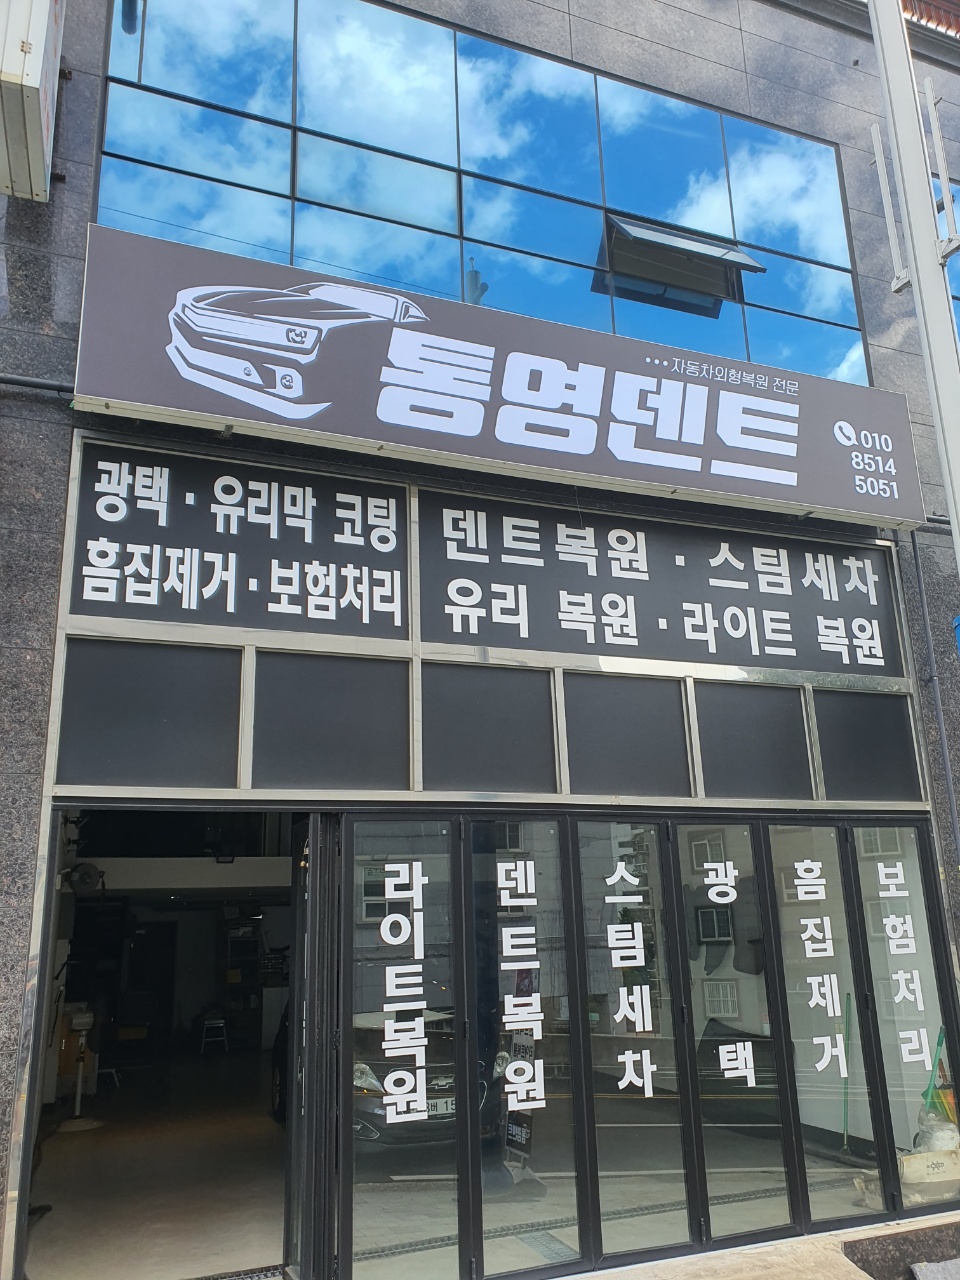 자동차외형복원 전문
통영덴트
010
8514
5051
광택 · 유리막 코팅
흠집제거 · 보험처리
덴트복원 · 스팀세차
유리 복원 · 라이트 복원
라이트복원
덴트복원
스팀세차
광택
흠집제거
보험처리